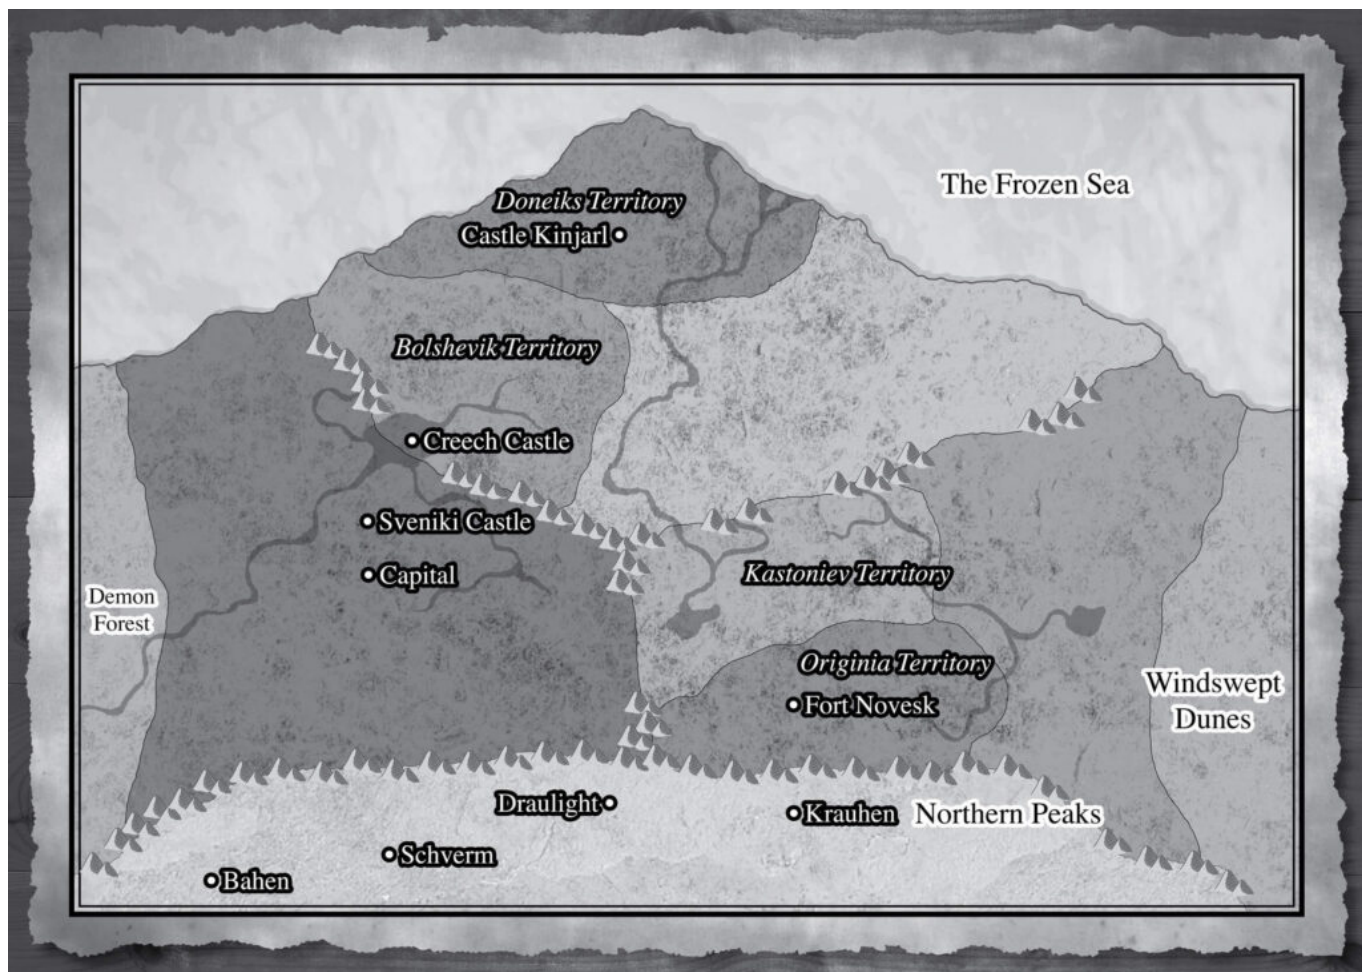 The Frozen Sea
Doneiks Territory
Castle Kinjarl
Bolshevik Territory
Creech Castle
Sveniki Castle
Capital
Kastoniev Territory
Demon
Forest
Originia Territory
Fort Novesk
Windswept
Dunes
Draulight
Krauhen
Northern Peaks
Schverm
Bahen